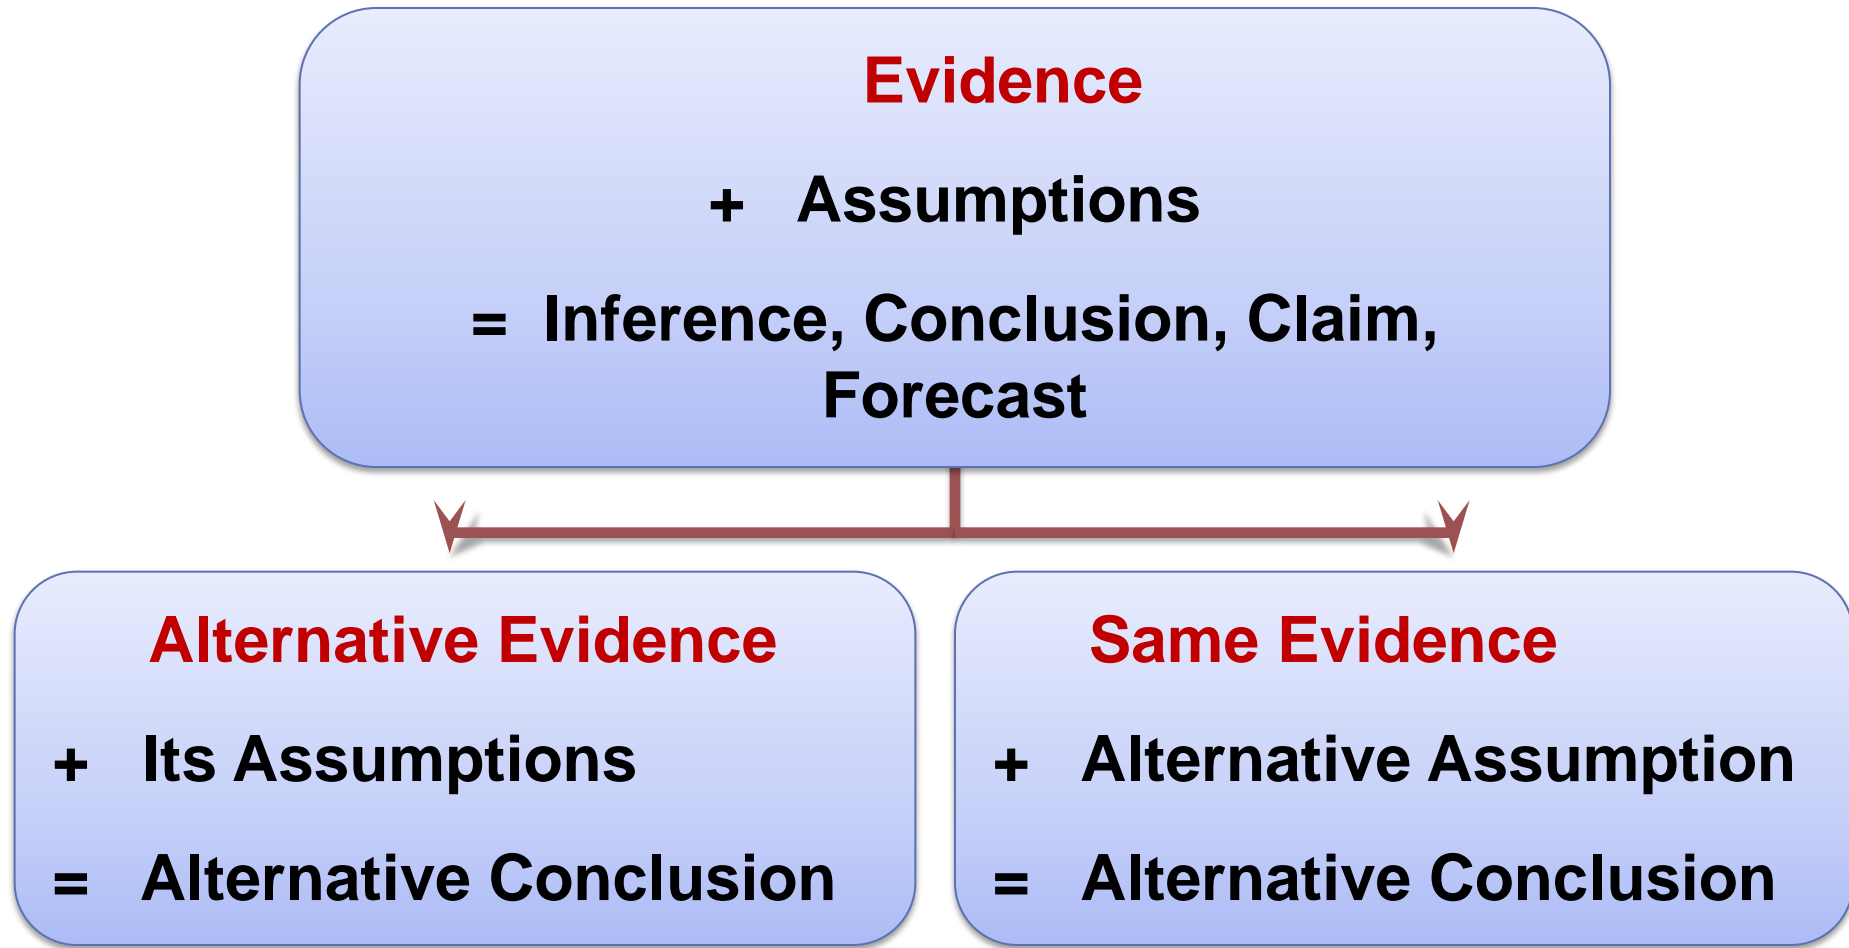 Evidence
+ Assumptions
= Inference, Conclusion, Claim,
Forecast
Alternative Evidence
+ Its Assumptions
= Alternative Conclusion
Same Evidence
+ Alternative Assumption
= Alternative Conclusion